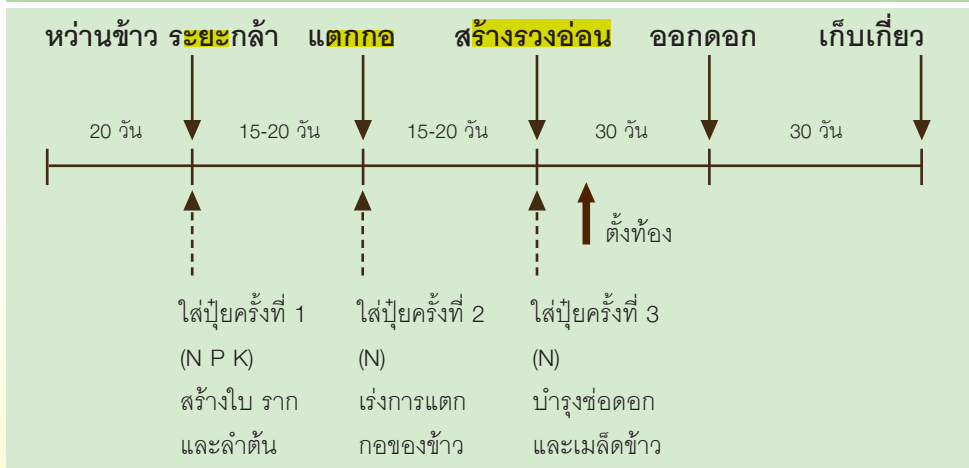 หว่านข้าว ระยะกล้า แตกกอ สร้างรวงอ่อน ออกดอก เก็บเกี่ยว
20 วัน 15-20 วัน 15-20 วัน 30 วัน 30 วัน
ตั้งท้อง
ใส่ปุ๋ยครั้งที่ 1
(N P K)
สร้างใบ ราก
และลำต้น
ใส่ปุ๋ยครั้งที่ 2
(N)
เร่งการแตก
กอของข้าว
ใส่ปุ๋ยครั้งที่ 3
(N)
บำรุงช่อดอก
และเมล็ดข้าว